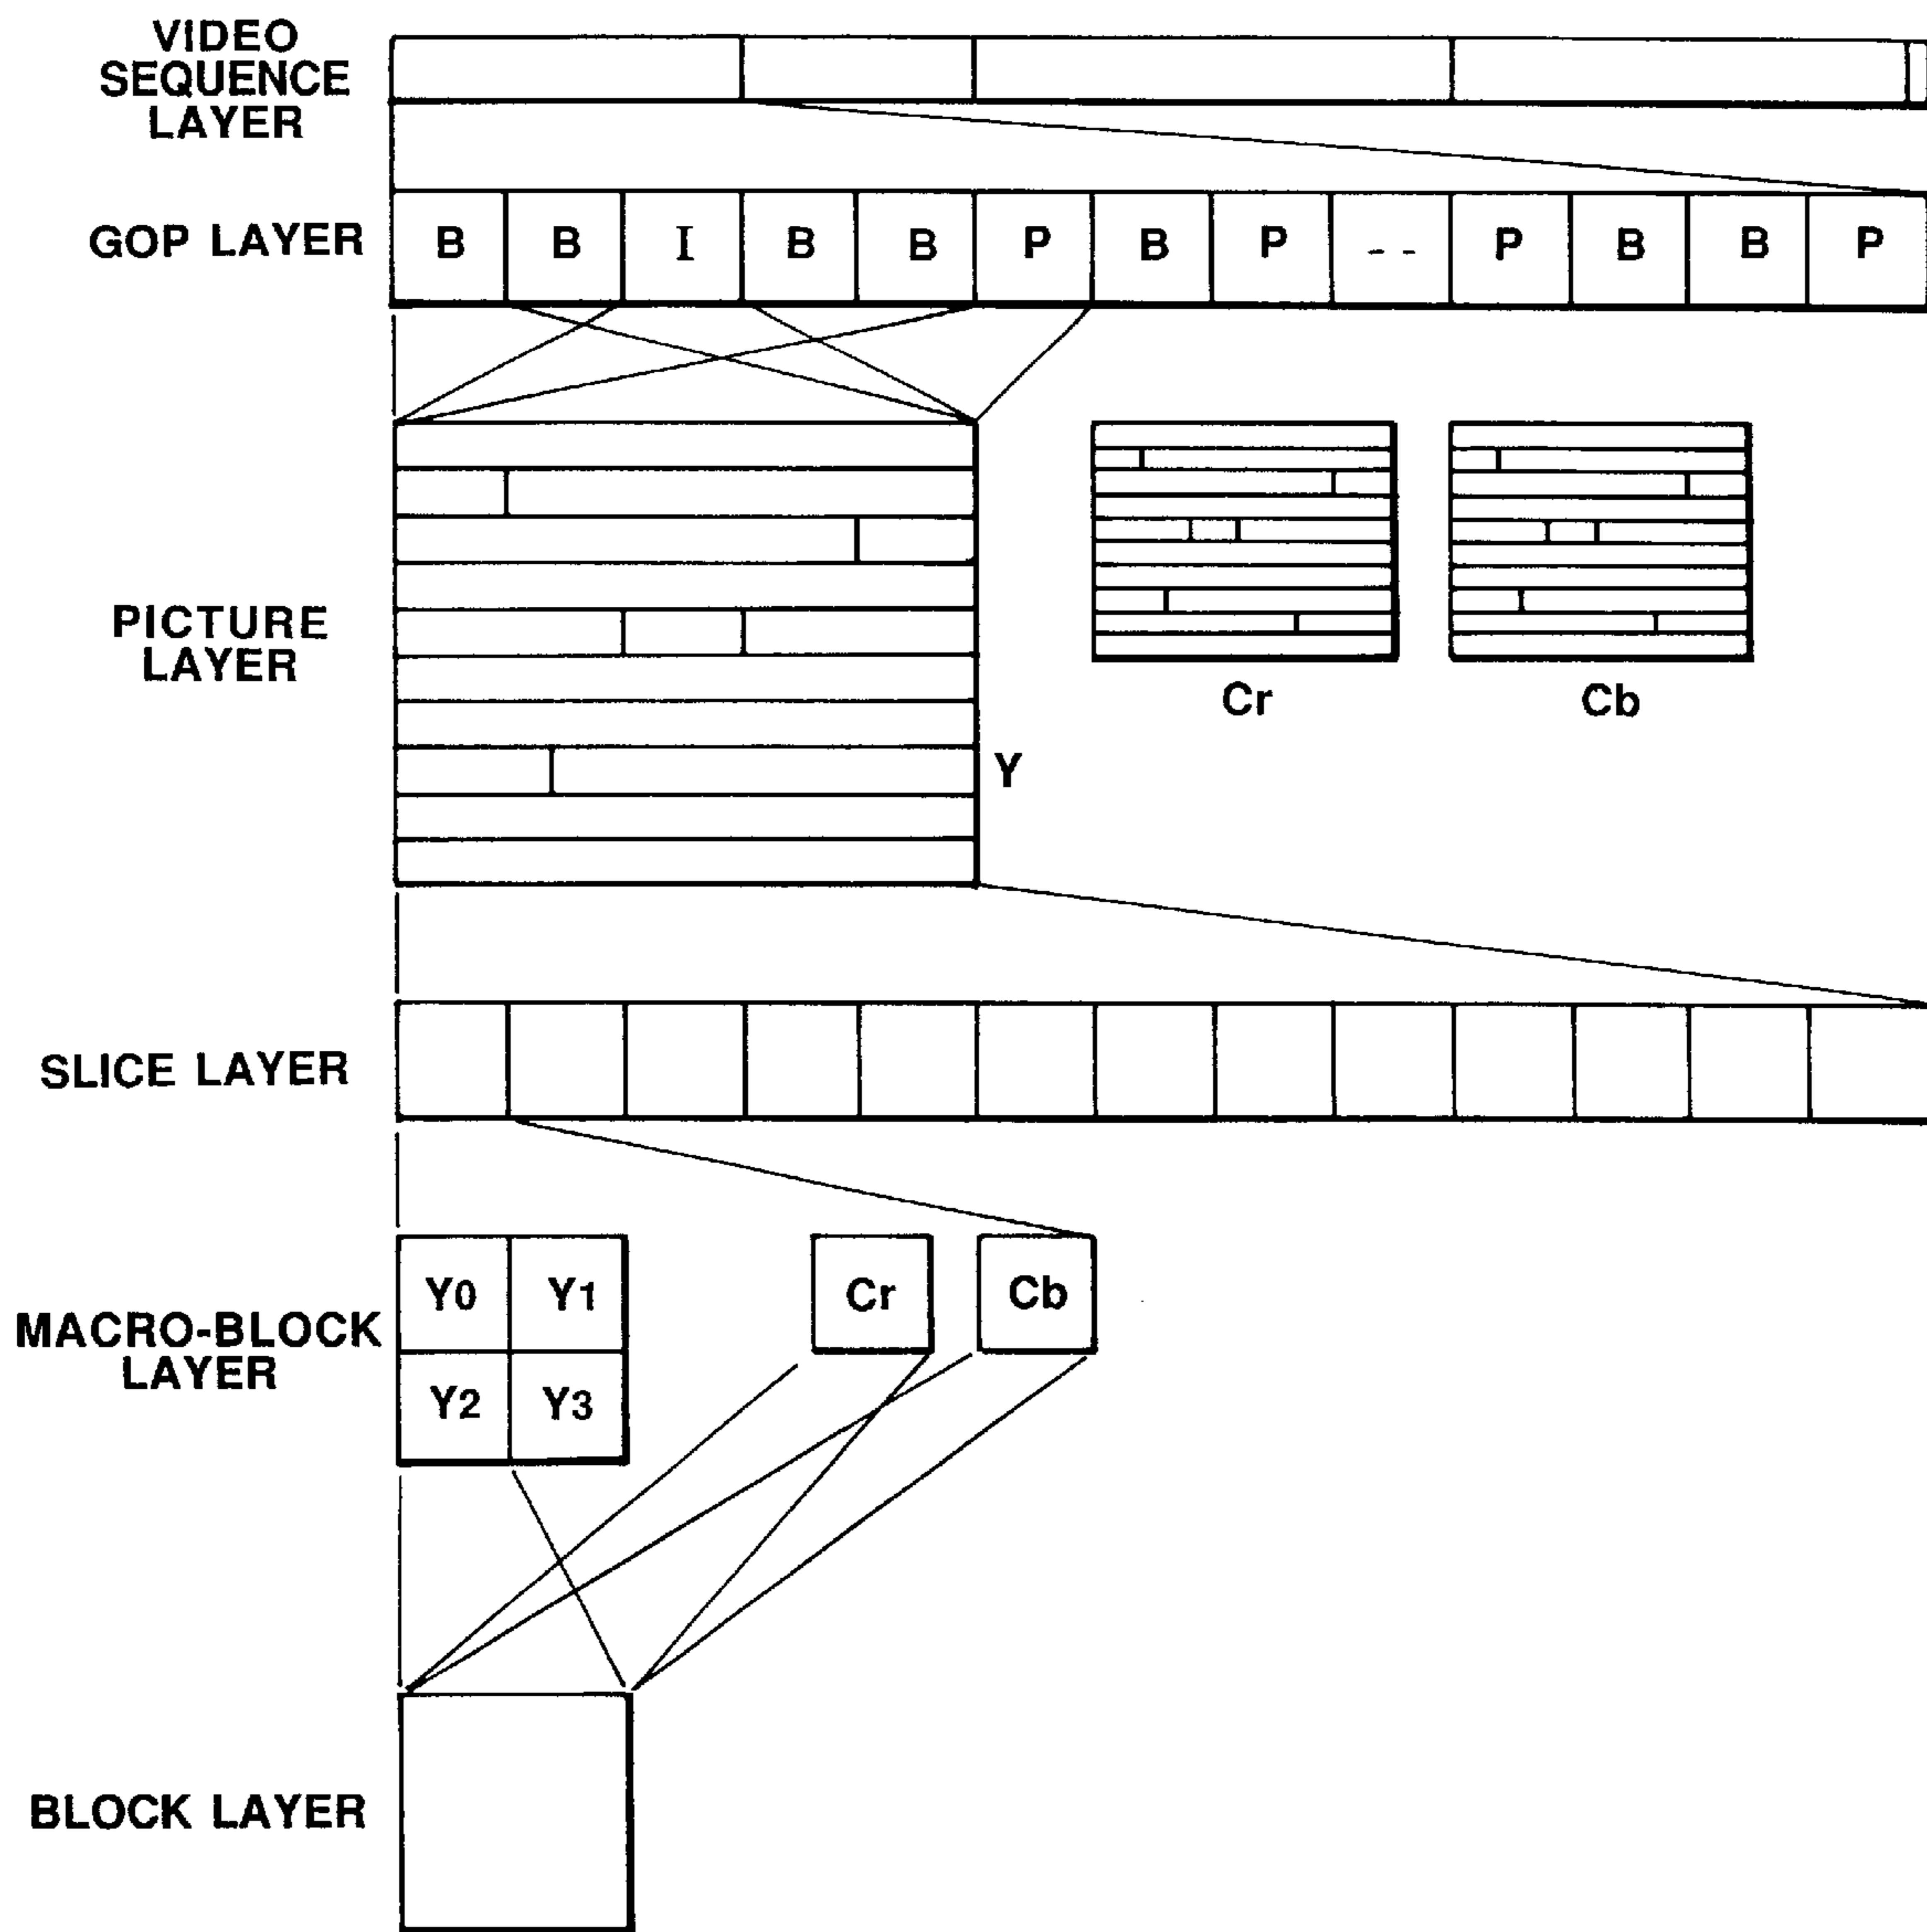 VIDEO
SEQUENCE
LAYER
GOP LAYER
B B I B B P B P -- P B B P
PICTURE
LAYER
Cr Cb
Y
SLICE LAYER
MACRO-BLOCK
LAYER
Y0 Y1 Cr Cb
Y2 Y3
BLOCK LAYER